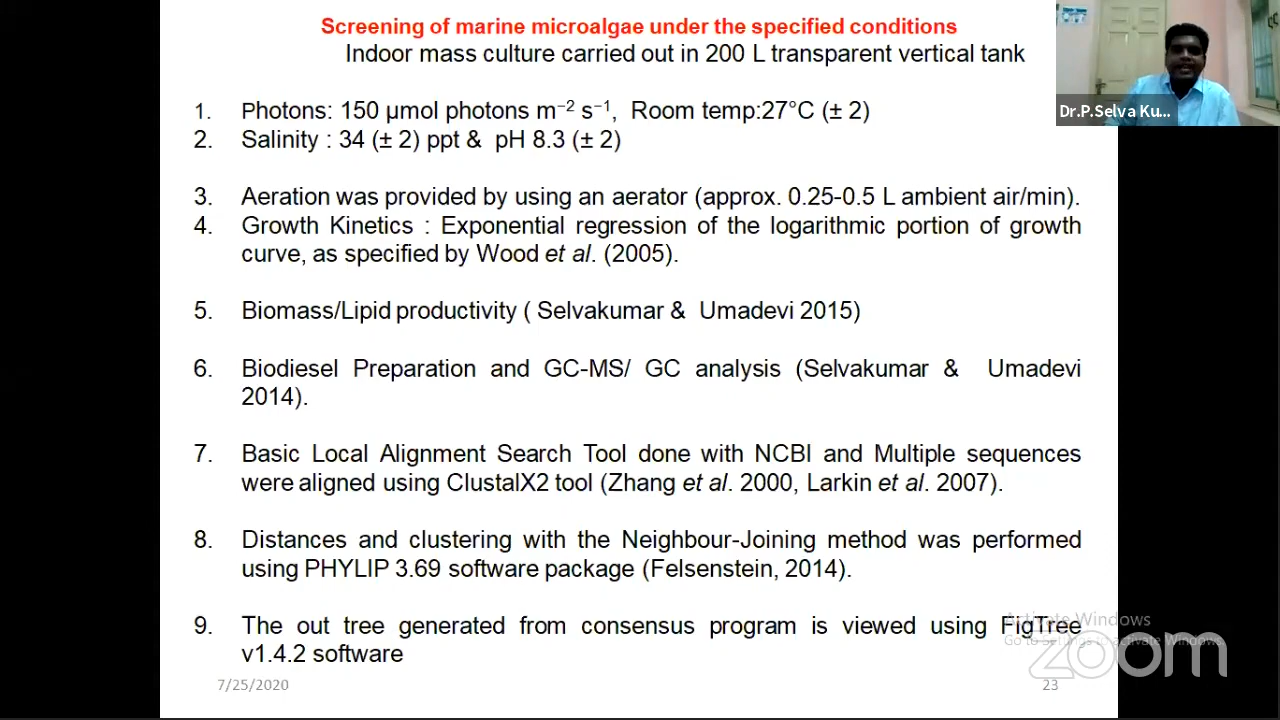 Screening of marine microalgae under the specified conditions
Indoor mass culture carried out in 200 L transparent vertical tank
1. Photons: 150 µmol photons m⁻² s⁻¹, Room temp:27°C (± 2)
2. Salinity : 34 (± 2) ppt & pH 8.3 (± 2)
3. Aeration was provided by using an aerator (approx. 0.25-0.5 L ambient air/min).
4. Growth Kinetics : Exponential regression of the logarithmic portion of growth
curve, as specified by Wood et al. (2005).
5. Biomass/Lipid productivity ( Selvakumar & Umadevi 2015)
6. Biodiesel Preparation and GC-MS/ GC analysis (Selvakumar & Umadevi
2014).
7. Basic Local Alignment Search Tool done with NCBI and Multiple sequences
were aligned using ClustalX2 tool (Zhang et al. 2000, Larkin et al. 2007).
8. Distances and clustering with the Neighbour-Joining method was performed
using PHYLIP 3.69 software package (Felsenstein, 2014).
9. The out tree generated from consensus program is viewed using FigTree
v1.4.2 software
7/25/2020
23
Dr.P.Selva Ku...
Activate Windows
Go to Settings to activate Windows.
zoom